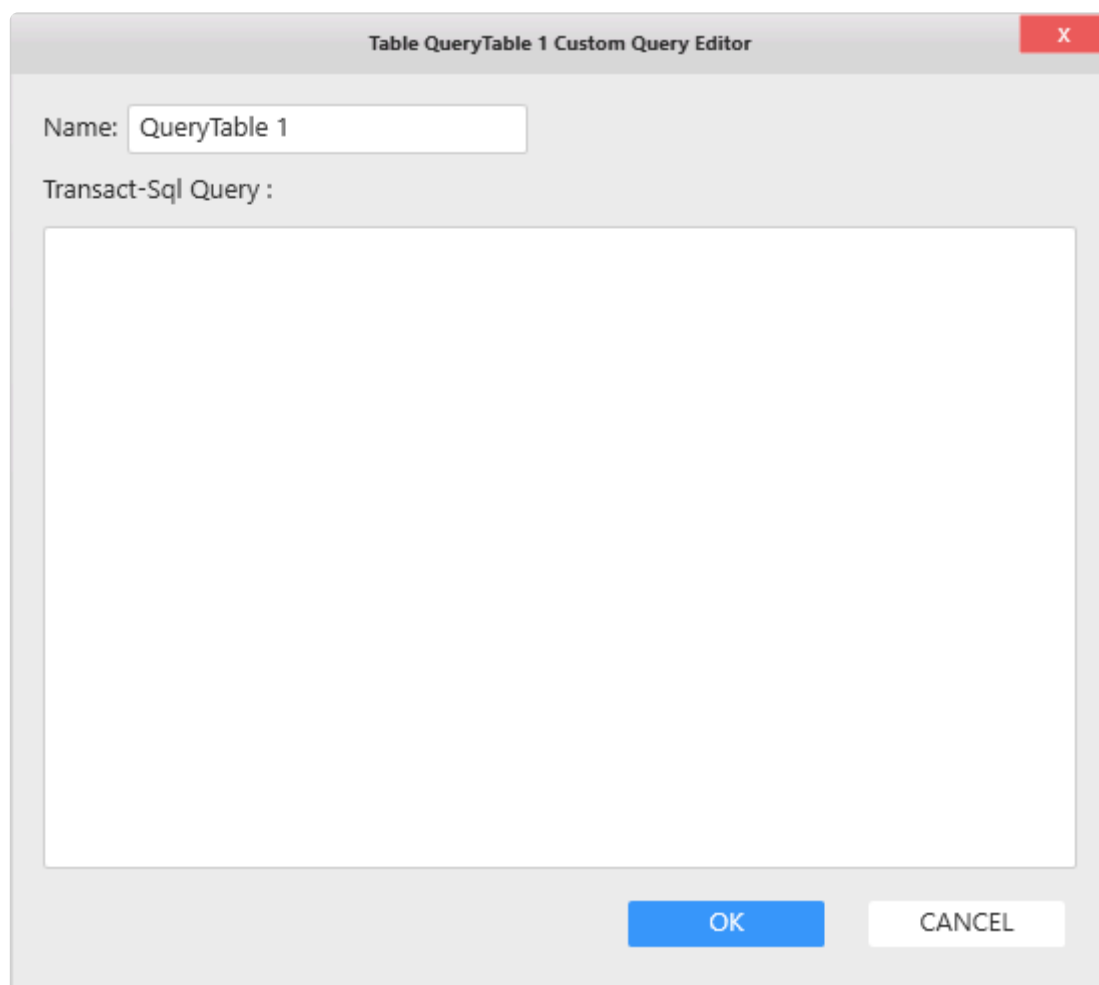 Table QueryTable 1 Custom Query Editor
X
Name: QueryTable 1
Transact-Sql Query :
OK CANCEL